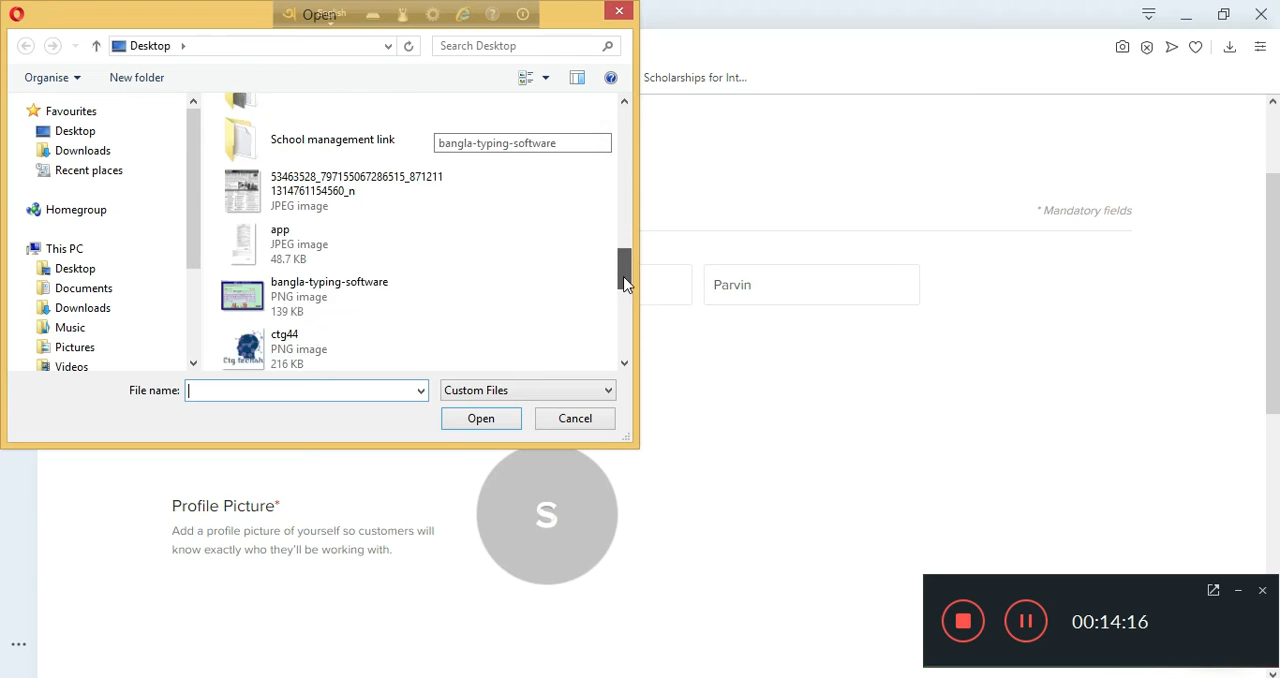 Open
English
Desktop
Search Desktop
Organise
New folder
Scholarships for Int...
Favourites
Desktop
Downloads
Recent places
Homegroup
This PC
Desktop
Documents
Downloads
Music
Pictures
Videos
School management link
bangla-typing-software
53463528_797155067286515_871211
1314761154560_n
JPEG image
app
JPEG image
48.7 KB
bangla-typing-software
PNG image
139 KB
ctg44
PNG image
216 KB
File name:
Custom Files
Open
Cancel
* Mandatory fields
Parvin
Profile Picture*
Add a profile picture of yourself so customers will
know exactly who they'll be working with.
S
00:14:16